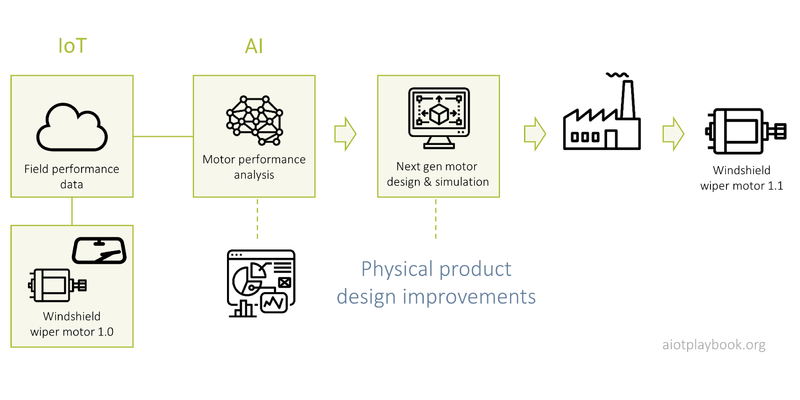 IoT
AI
Field performance
data
Motor performance
analysis
Next gen motor
design & simulation
Windshield
wiper motor 1.1
Windshield
wiper motor 1.0
Physical product
design improvements
aiotplaybook.org